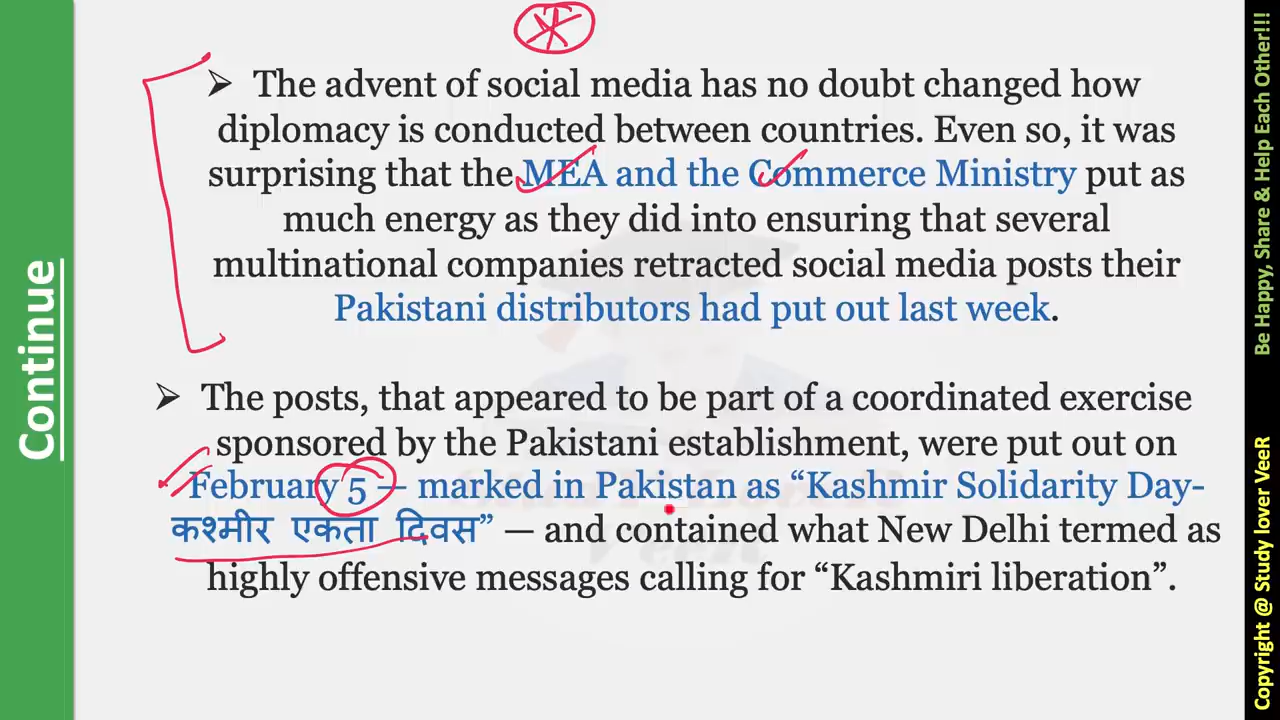 Continue
➢ The advent of social media has no doubt changed how
diplomacy is conducted between countries. Even so, it was
surprising that the MEA and the Commerce Ministry put as
much energy as they did into ensuring that several
multinational companies retracted social media posts their
Pakistani distributors had put out last week.
➢ The posts, that appeared to be part of a coordinated exercise
sponsored by the Pakistani establishment, were put out on
February 5 — marked in Pakistan as “Kashmir Solidarity Day-
कश्मीर एकता दिवस” — and contained what New Delhi termed as
highly offensive messages calling for “Kashmiri liberation”.
Copyright @ Study lover VeeR Be Happy, Share & Help Each Other!!!